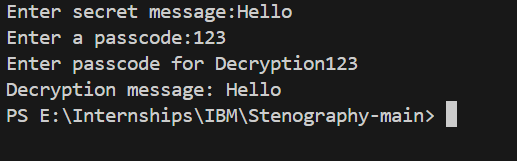 Enter secret message:Hello
Enter a passcode:123
Enter passcode for Decryption123
Decryption message: Hello
PS E:\Internships\IBM\Stenography-main>